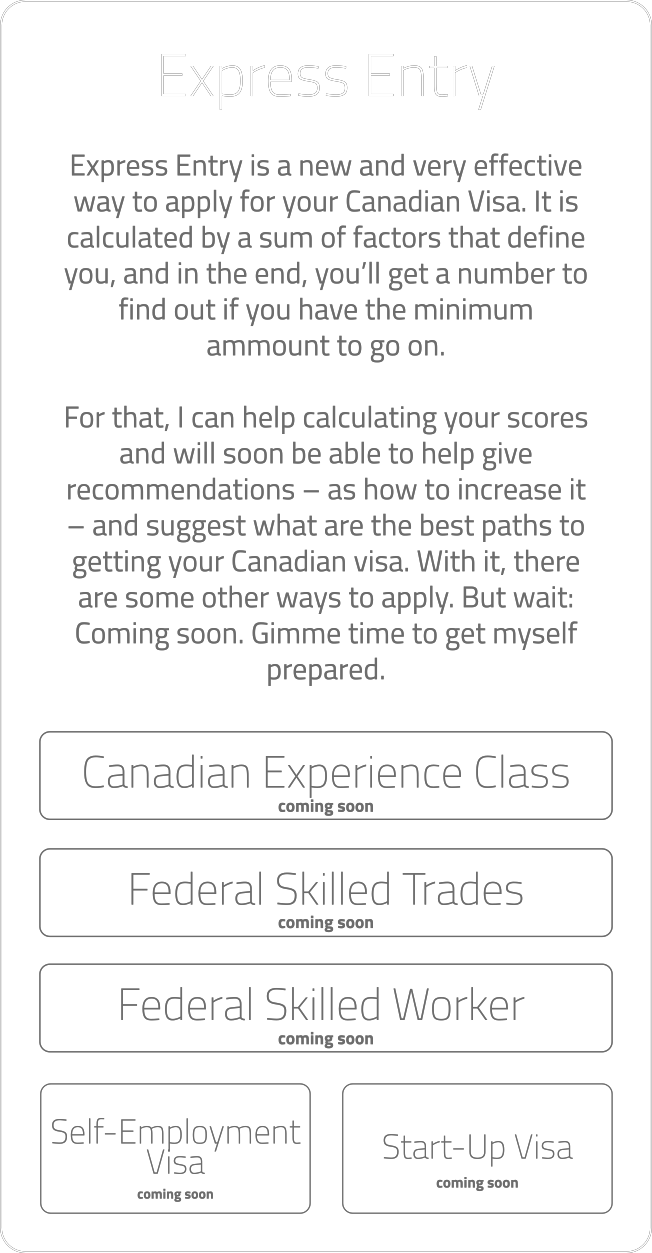 Express Entry
Express Entry is a new and very effective
way to apply for your Canadian Visa. It is
calculated by a sum of factors that define
you, and in the end, you’ll get a number to
find out if you have the minimum
ammount to go on.
For that, I can help calculating your scores
and will soon be able to help give
recommendations – as how to increase it
– and suggest what are the best paths to
getting your Canadian visa. With it, there
are some other ways to apply. But wait:
Coming soon. Gimme time to get myself
prepared.
Canadian Experience Class
coming soon
Federal Skilled Trades
coming soon
Federal Skilled Worker
coming soon
Self-Employment
Visa
coming soon
Start-Up Visa
coming soon